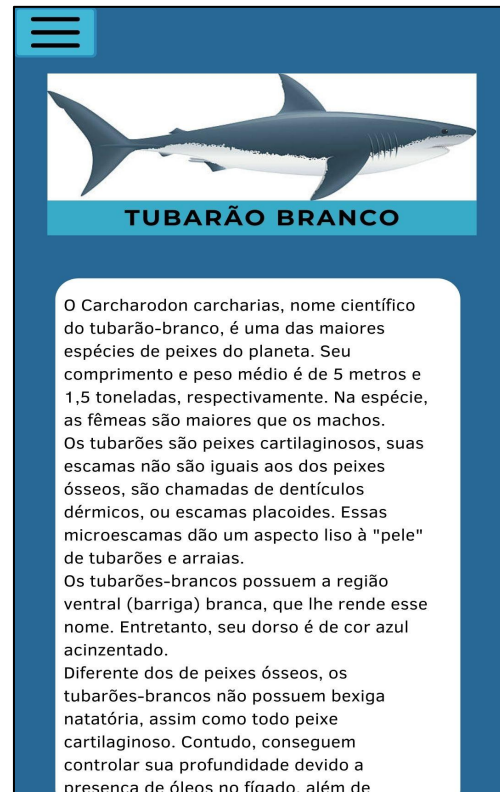 TUBARÃO BRANCO
O Carcharodon carcharias, nome científico
do tubarão-branco, é uma das maiores
espécies de peixes do planeta. Seu
comprimento e peso médio é de 5 metros e
1,5 toneladas, respectivamente. Na espécie,
as fêmeas são maiores que os machos.
Os tubarões são peixes cartilaginosos, suas
escamas não são iguais aos dos peixes
ósseos, são chamadas de dentículos
dérmicos, ou escamas placoides. Essas
microescamas dão um aspecto liso à "pele"
de tubarões e arraias.
Os tubarões-brancos possuem a região
ventral (barriga) branca, que lhe rende esse
nome. Entretanto, seu dorso é de cor azul
acinzentado.
Diferente dos de peixes ósseos, os
tubarões-brancos não possuem bexiga
natatória, assim como todo peixe
cartilaginoso. Contudo, conseguem
controlar sua profundidade devido a
presença de óleos no fígado, além de